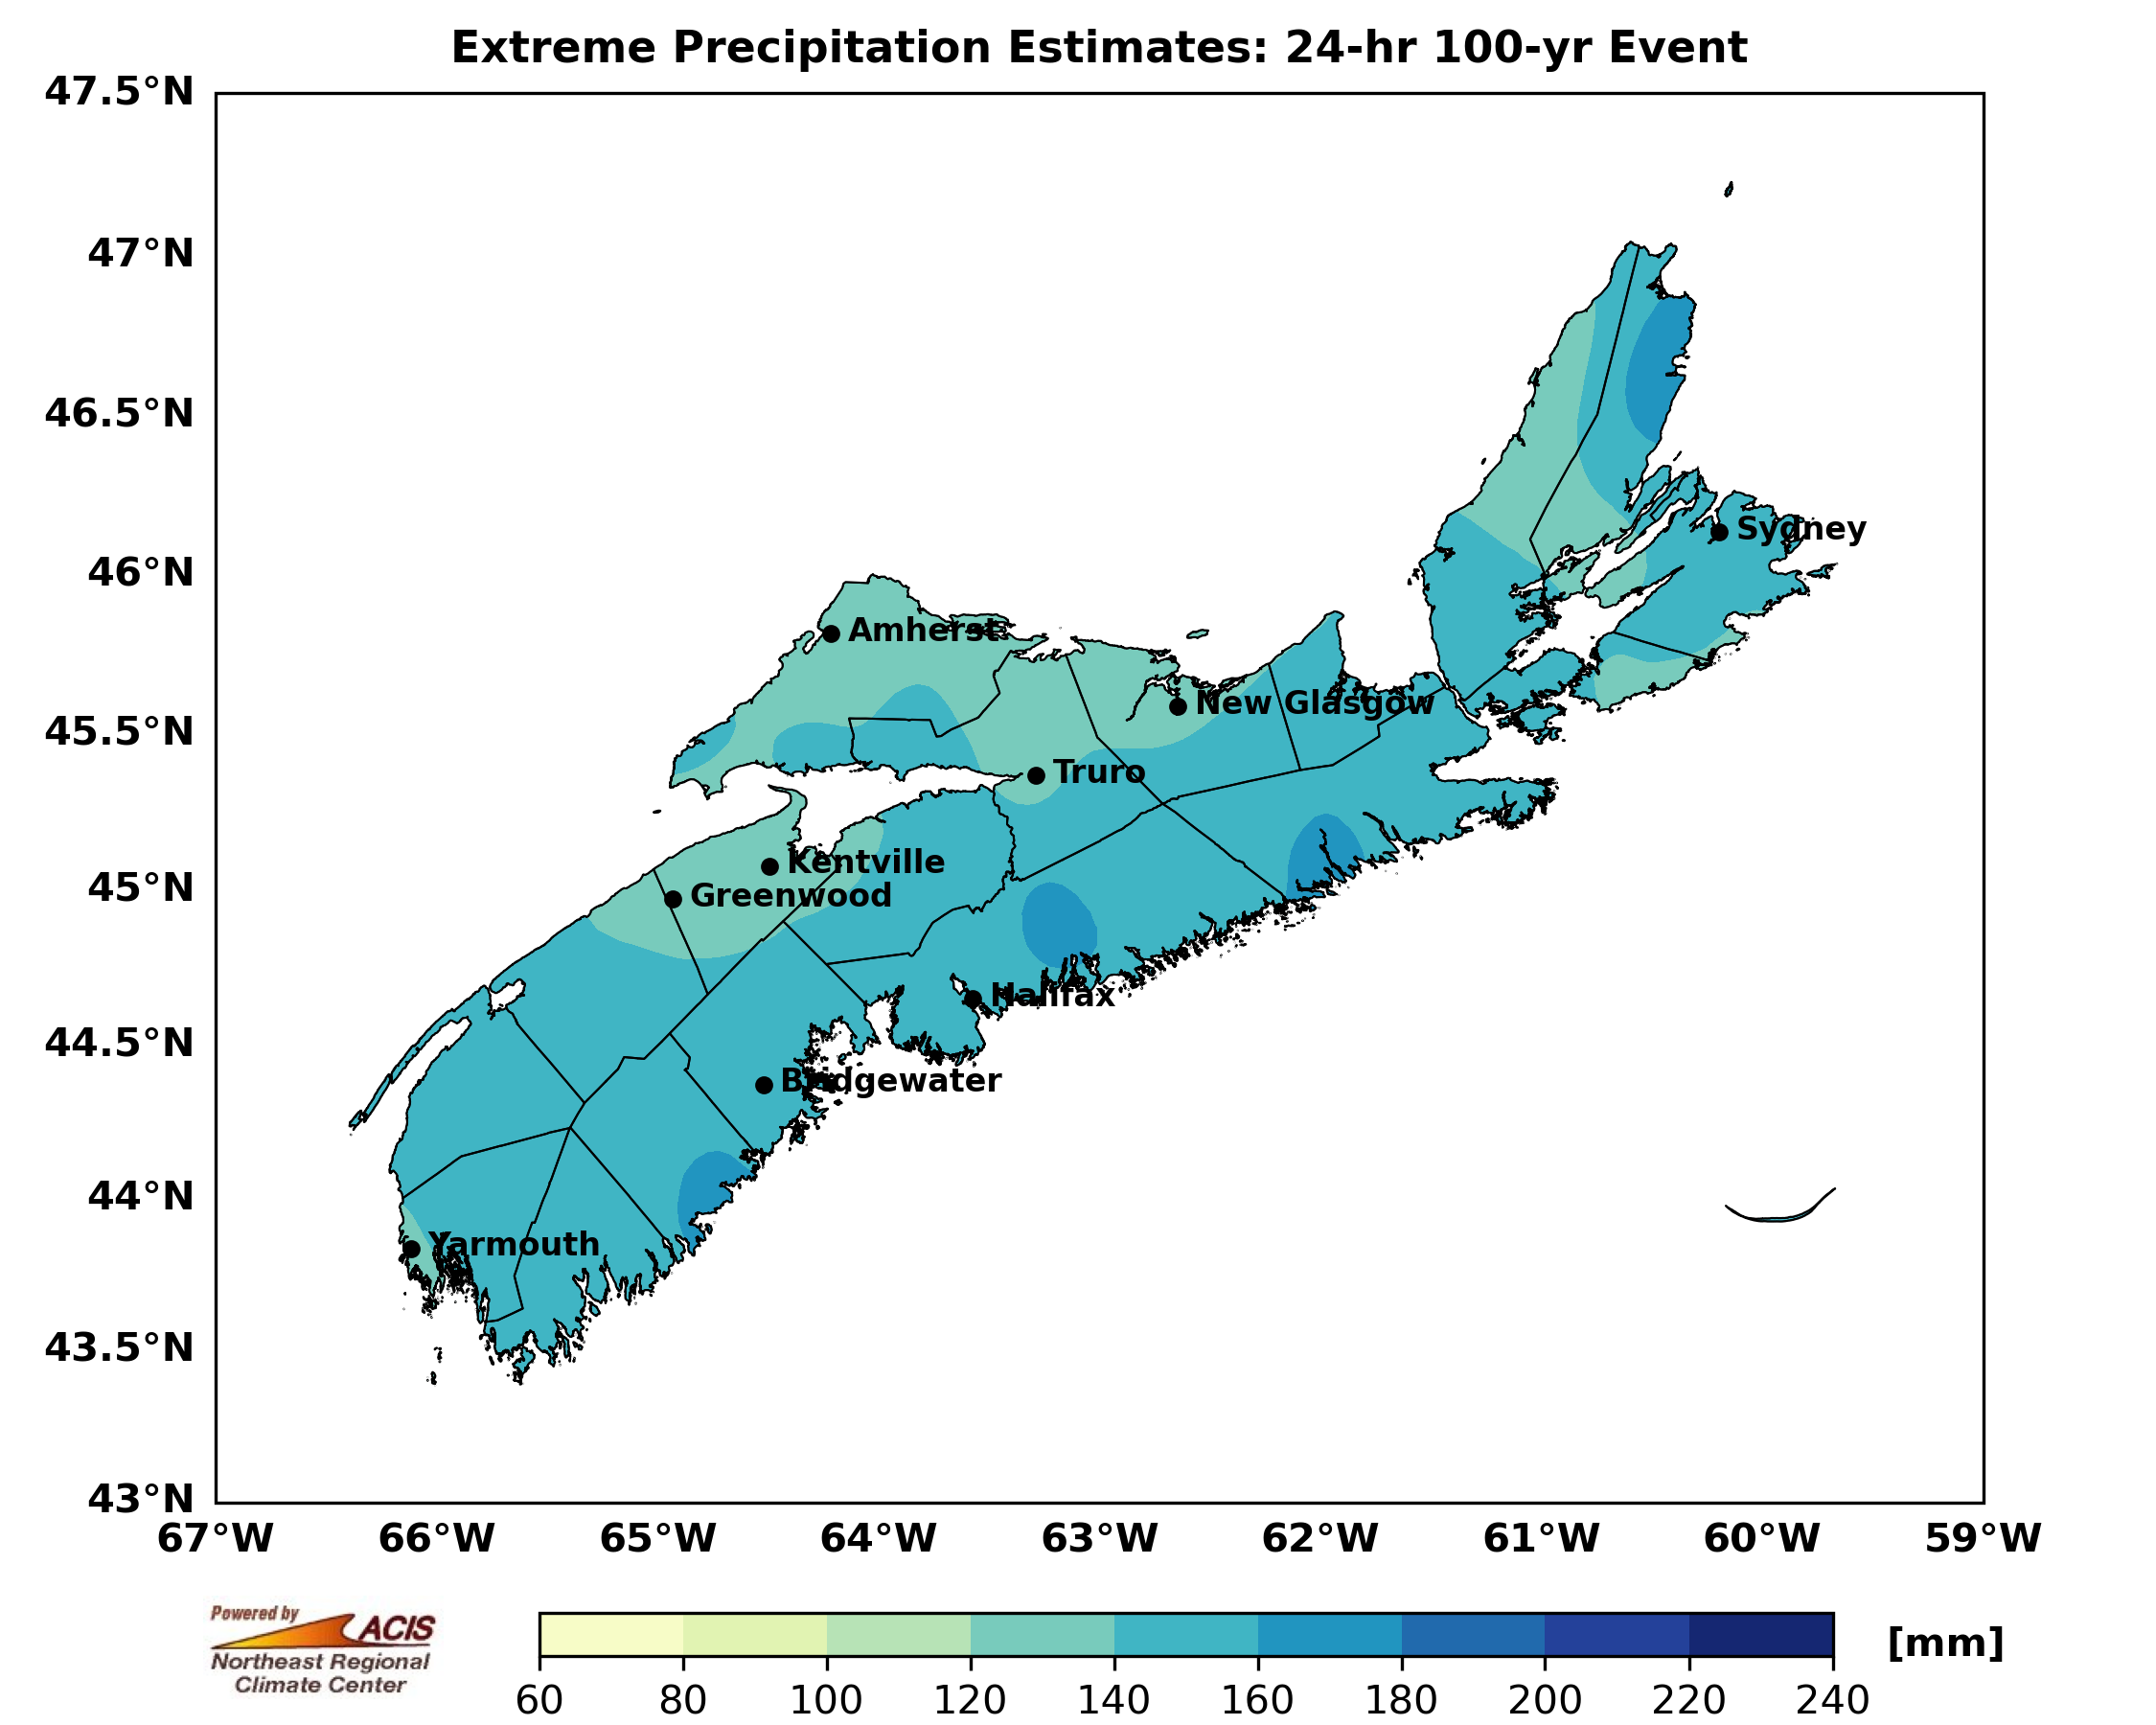 Extreme Precipitation Estimates: 24-hr 100-yr Event
47.5°N
47°N
46.5°N
46°N
45.5°N
45°N
44.5°N
44°N
43.5°N
43°N
Sydney
Amherst
New Glasgow
Truro
Kentville
Greenwood
Halifax
Bridgewater
Yarmouth
67°W 66°W 65°W 64°W 63°W 62°W 61°W 60°W 59°W
Powered by
ACIS
Northeast Regional
Climate Center
[mm]
60 80 100 120 140 160 180 200 220 240